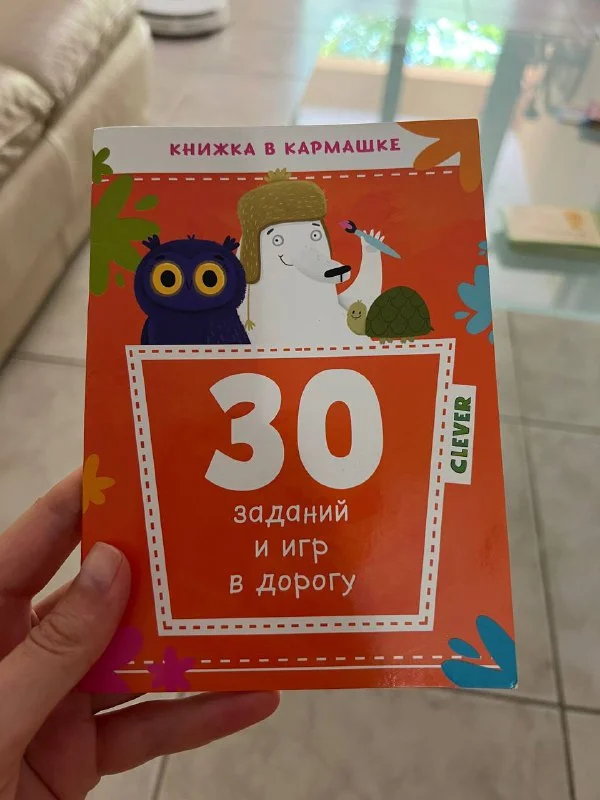 КНИЖКА В КАРМАШКЕ
30
заданий
и игр
в дорогу
CLEVER